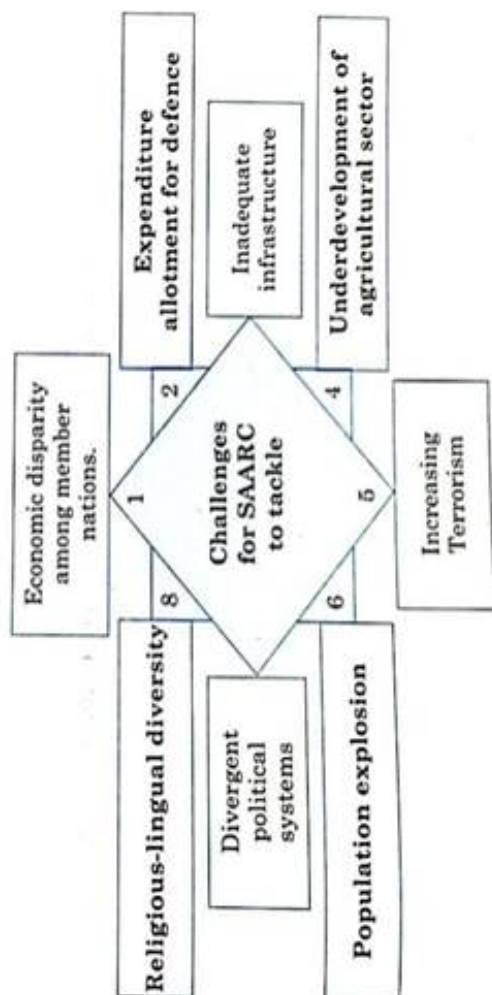 Economic disparity
among member
nations.
1
Religious-lingual diversity
8
2
Expenditure
allotment for defence
Divergent
political
systems
Challenges
for SAARC
to tackle
Inadequate
infrastructure
Population explosion
6
5
4
Underdevelopment of
agricultural sector
Increasing
Terrorism